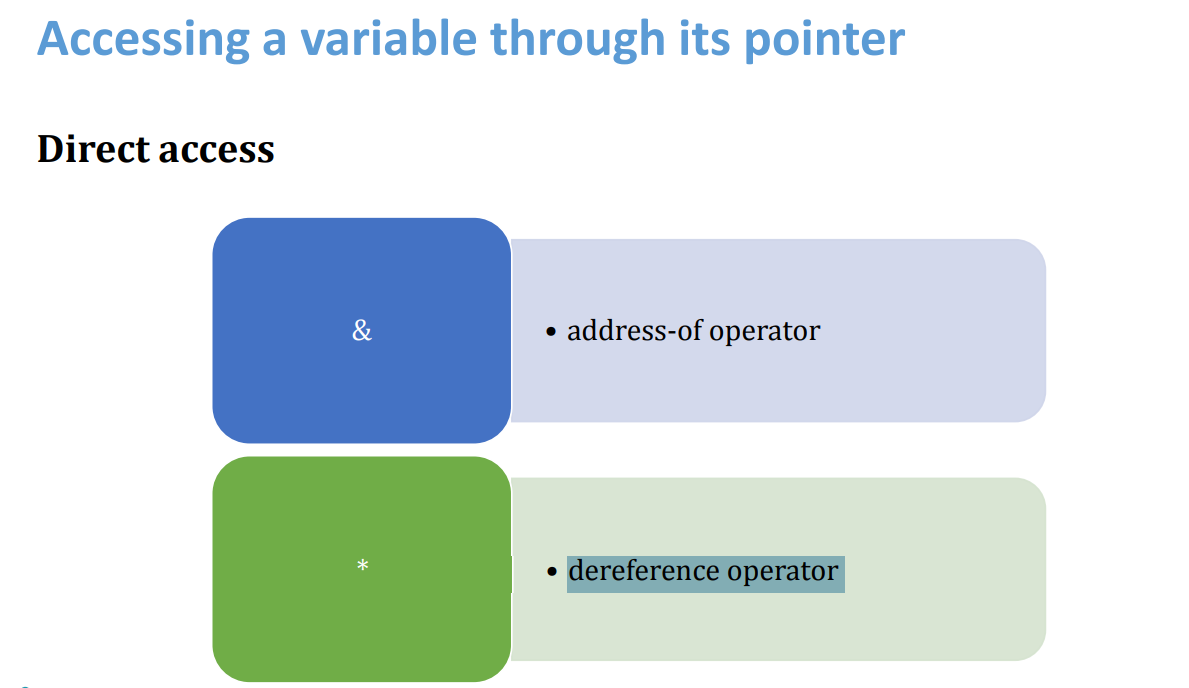 Accessing a variable through its pointer
Direct access
&
• address-of operator
*
• dereference operator